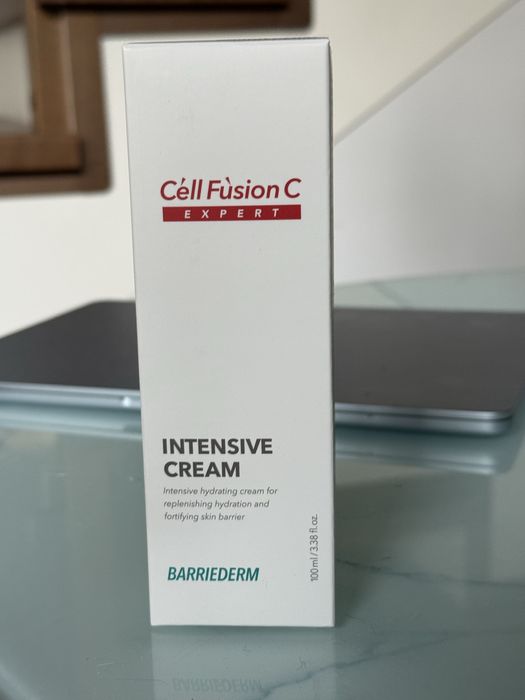 Céll Fùsion C
EXPERT
INTENSIVE
CREAM
Intensive hydrating cream for
replenishing hydration and
fortifying skin barrier
100ml/3.38 fl.oz.
BARRIEDERM